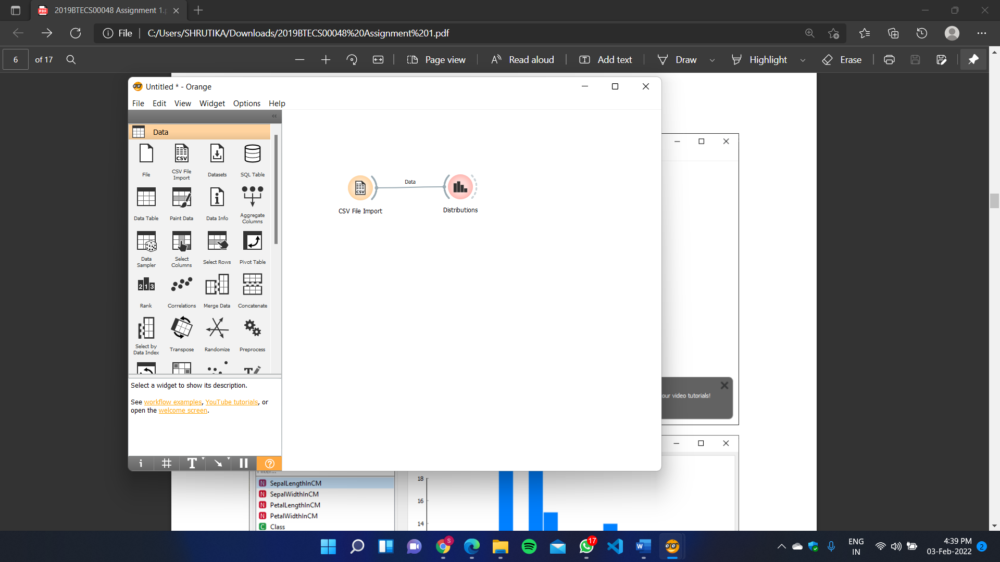 2019BTECS00048 Assignment 1.p
File
C:/Users/SHRUTIKA/Downloads/2019BTECS00048%20Assignment%201.pdf
6 of 17
Page view
Read aloud
Add text
Draw
Highlight
Erase
Untitled * - Orange
File Edit View Widget Options Help
Data
File
CSV File
Import
Datasets
SQL Table
Data Table
Paint Data
Data Info
Aggregate
Columns
Data
Sampler
Select
Columns
Select Rows
Pivot Table
Rank
Correlations
Merge Data
Concatenate
Select by
Data Index
Transpose
Randomize
Preprocess
Select a widget to show its description.
See workflow examples, YouTube tutorials, or
open the welcome screen.
CSV File Import
Data
Distributions
our video tutorials!
SepalLengthInCM
SepalWidthInCM
PetalLengthInCM
PetalWidthInCM
Class
18
16
14
17
ENG
IN
4:39 PM
03-Feb-2022
2